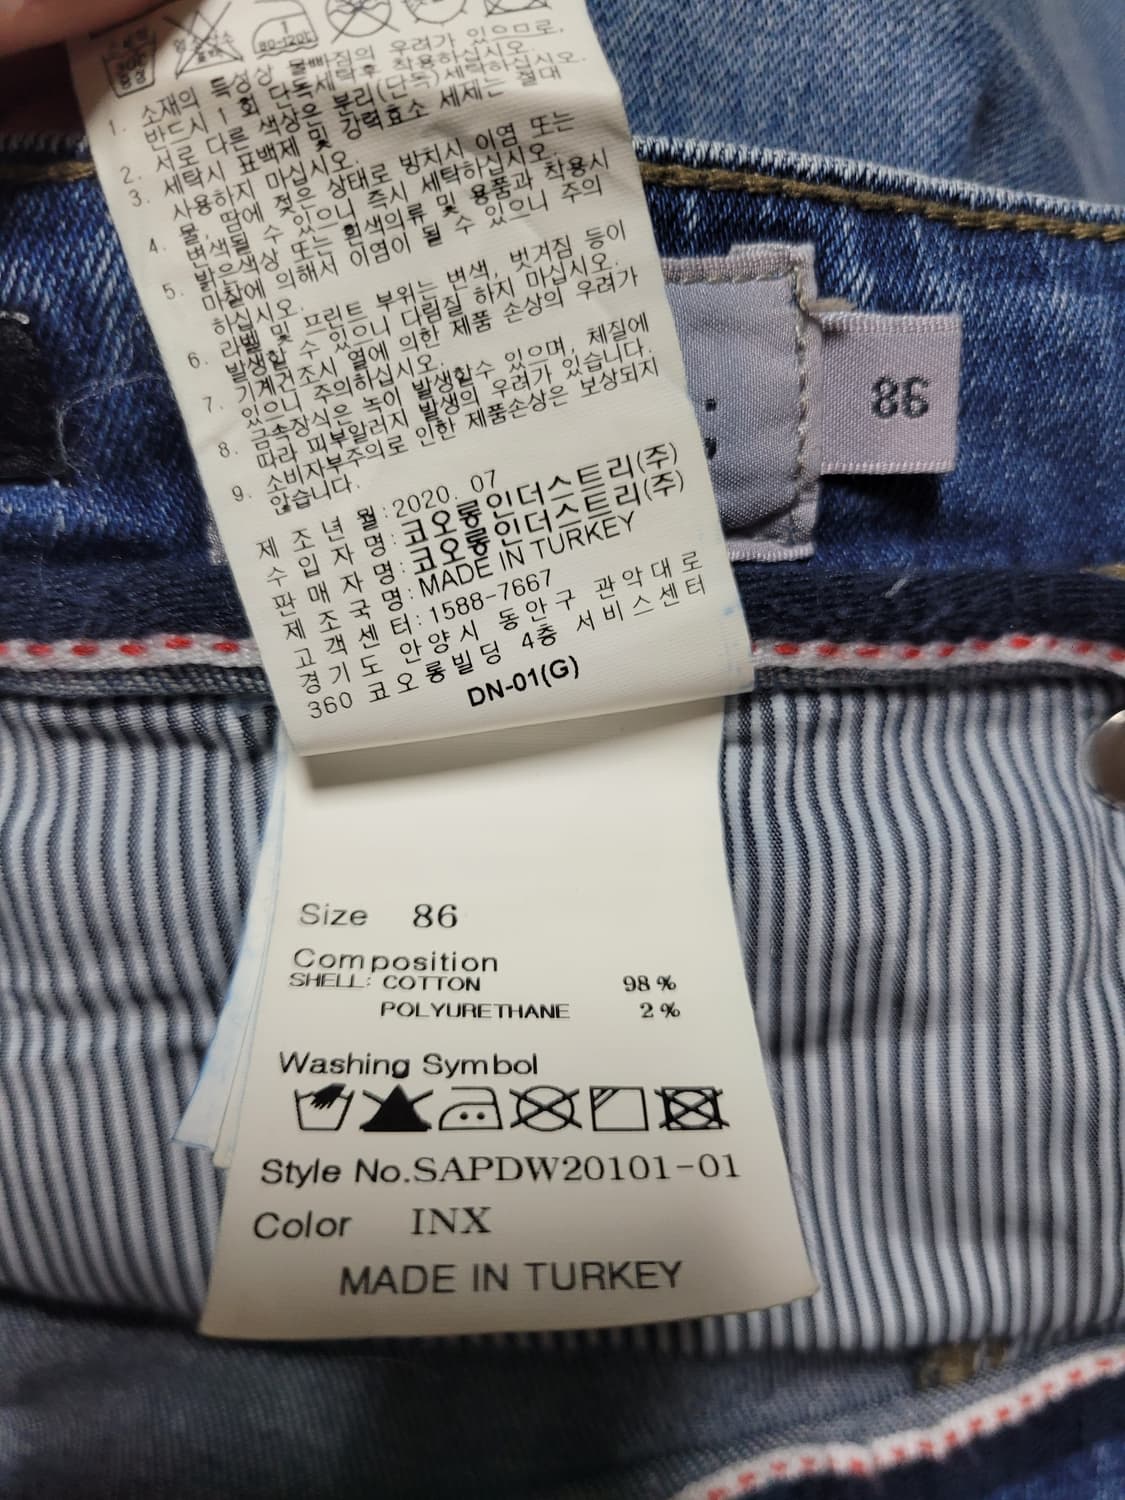 80~120℃
1. 소재의 특성상 물빠짐의 우려가 있으므로,
반드시 1회 단독세탁후 착용하십시오.
2. 서로 다른 색상은 분리(단독)세탁하십시오.
3. 세탁시 표백제 및 강력효소 세제는 절대
사용하지 마십시오.
4. 물, 땀에 젖은 상태로 방치시 이염 또는
변색될 수 있으니 즉시 세탁하십시오.
5. 밝은색상 또는 흰색의류 및 용품과 착용시
마찰에 의해서 이염이 될 수 있으니 주의
하십시오.
6. 라벨 및 프린트 부위는 변색, 벗겨짐 등이
발생할 수 있으니 다림질 하지 마십시오.
7. 기계건조시 열에 의한 제품 손상의 우려가
있으니 주의하십시오.
8. 금속장식은 녹이 발생할수 있으며, 체질에
따라 피부알러지 발생의 우려가 있습니다.
9. 소비자부주의로 인한 제품손상은 보상되지
않습니다.
제 조 년 월:2020. 07
수 입 자 명:코오롱인더스트리(주)
판 매 자 명:코오롱인더스트리(주)
제 조 국 명:MADE IN TURKEY
고 객 센 터:1588-7667
경 기 도 안 양 시 동 안 구 관 악 대 로
360 코 오 롱 빌 딩 4층 서 비 스 센 터
DN-01(G)
86
Size 86
Composition
SHELL: COTTON 98 %
POLYURETHANE 2 %
Washing Symbol
Style No.SAPDW20101-01
Color INX
MADE IN TURKEY